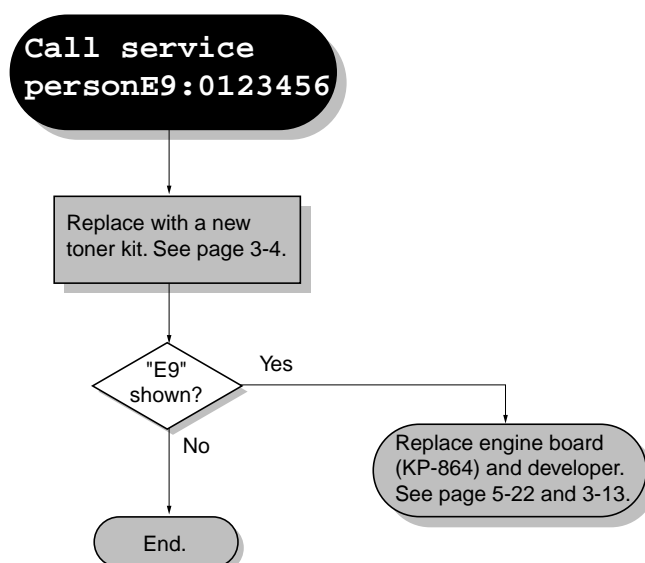 Call service
personE9:0123456
Replace with a new
toner kit. See page 3-4.
"E9"
shown?
Yes
No
Replace engine board
(KP-864) and developer.
See page 5-22 and 3-13.
End.